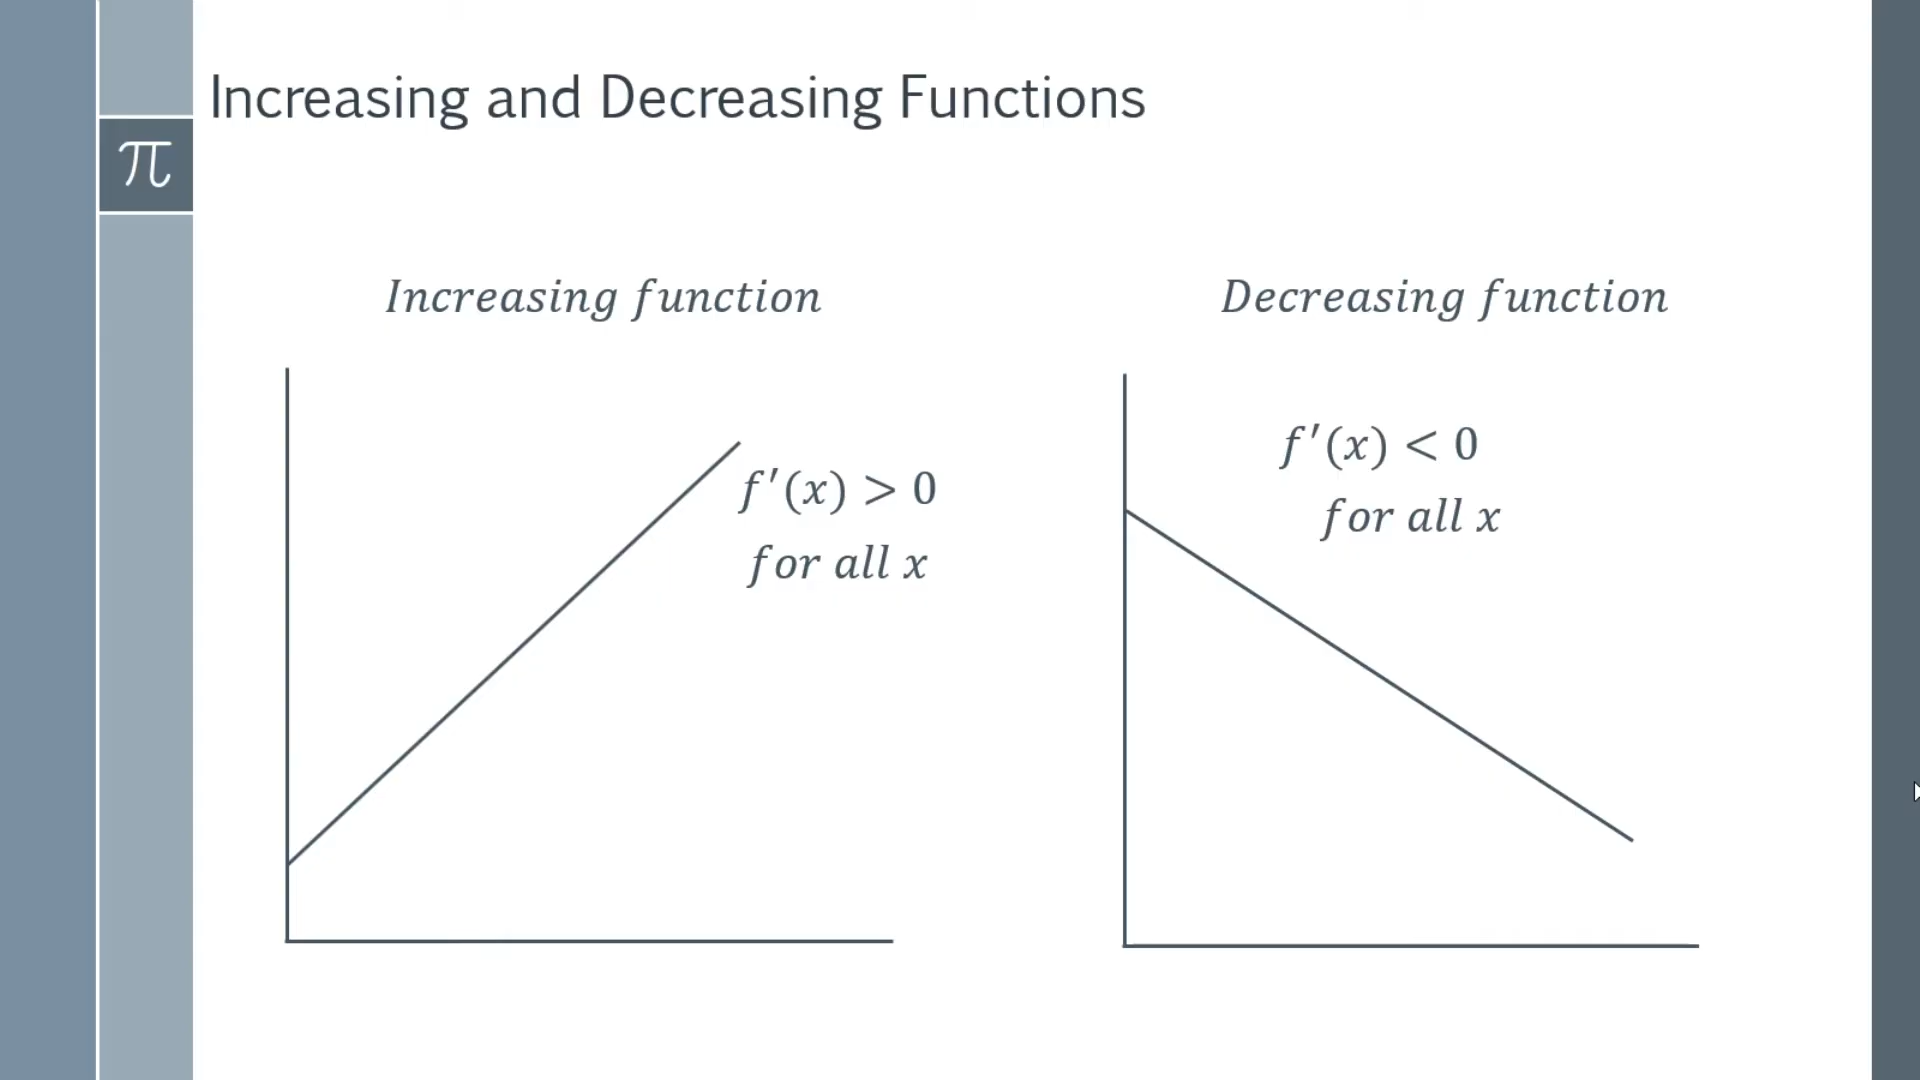 Increasing and Decreasing Functions
π
Increasing function
Decreasing function
f′(x) > 0
for all x
f′(x) < 0
for all x